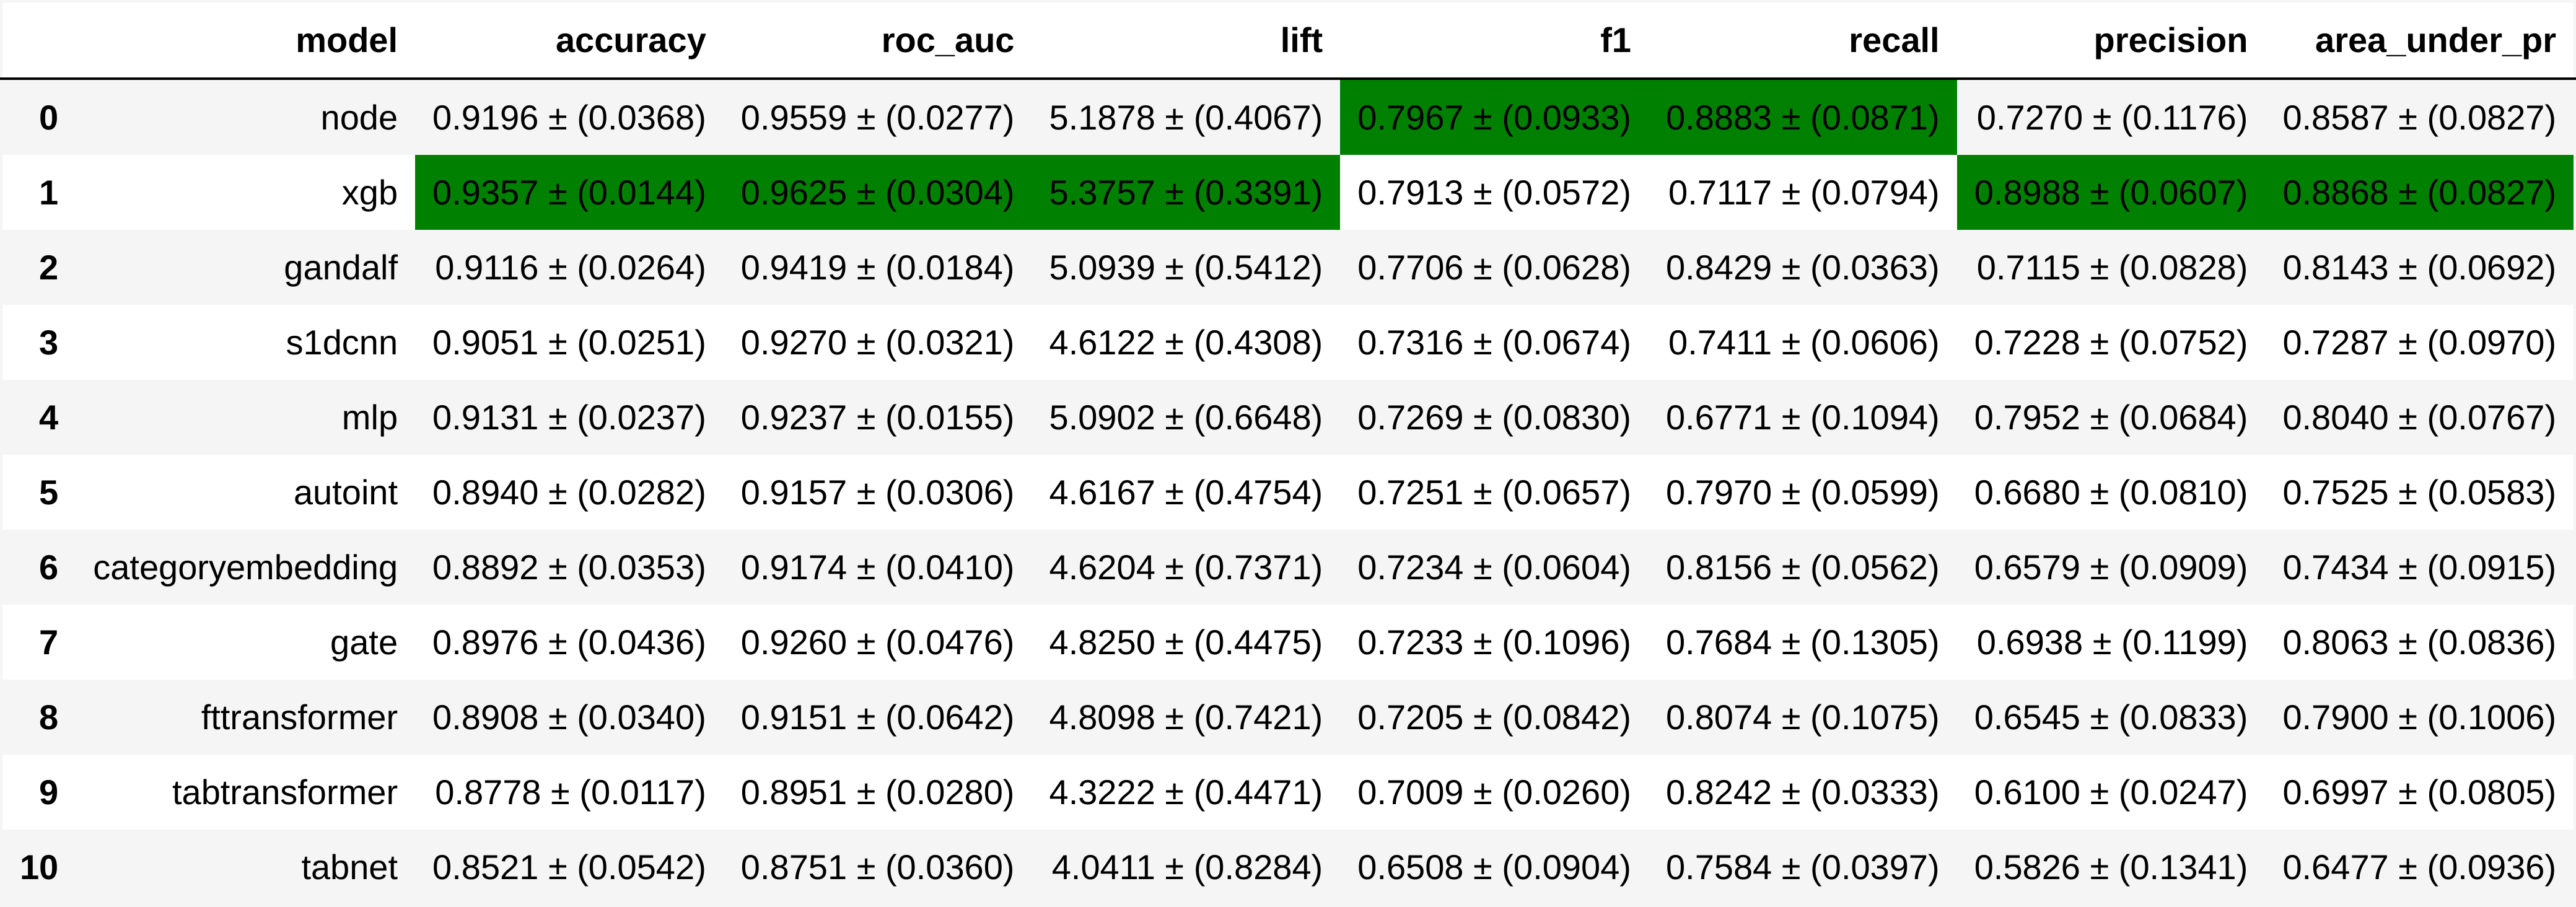 model accuracy roc_auc lift f1 recall precision area_under_pr
0 node 0.9196 ± (0.0368) 0.9559 ± (0.0277) 5.1878 ± (0.4067) 0.7967 ± (0.0933) 0.8883 ± (0.0871) 0.7270 ± (0.1176) 0.8587 ± (0.0827)
1 xgb 0.9357 ± (0.0144) 0.9625 ± (0.0304) 5.3757 ± (0.3391) 0.7913 ± (0.0572) 0.7117 ± (0.0794) 0.8988 ± (0.0607) 0.8868 ± (0.0827)
2 gandalf 0.9116 ± (0.0264) 0.9419 ± (0.0184) 5.0939 ± (0.5412) 0.7706 ± (0.0628) 0.8429 ± (0.0363) 0.7115 ± (0.0828) 0.8143 ± (0.0692)
3 s1dcnn 0.9051 ± (0.0251) 0.9270 ± (0.0321) 4.6122 ± (0.4308) 0.7316 ± (0.0674) 0.7411 ± (0.0606) 0.7228 ± (0.0752) 0.7287 ± (0.0970)
4 mlp 0.9131 ± (0.0237) 0.9237 ± (0.0155) 5.0902 ± (0.6648) 0.7269 ± (0.0830) 0.6771 ± (0.1094) 0.7952 ± (0.0684) 0.8040 ± (0.0767)
5 autoint 0.8940 ± (0.0282) 0.9157 ± (0.0306) 4.6167 ± (0.4754) 0.7251 ± (0.0657) 0.7970 ± (0.0599) 0.6680 ± (0.0810) 0.7525 ± (0.0583)
6 categoryembedding 0.8892 ± (0.0353) 0.9174 ± (0.0410) 4.6204 ± (0.7371) 0.7234 ± (0.0604) 0.8156 ± (0.0562) 0.6579 ± (0.0909) 0.7434 ± (0.0915)
7 gate 0.8976 ± (0.0436) 0.9260 ± (0.0476) 4.8250 ± (0.4475) 0.7233 ± (0.1096) 0.7684 ± (0.1305) 0.6938 ± (0.1199) 0.8063 ± (0.0836)
8 fttransformer 0.8908 ± (0.0340) 0.9151 ± (0.0642) 4.8098 ± (0.7421) 0.7205 ± (0.0842) 0.8074 ± (0.1075) 0.6545 ± (0.0833) 0.7900 ± (0.1006)
9 tabtransformer 0.8778 ± (0.0117) 0.8951 ± (0.0280) 4.3222 ± (0.4471) 0.7009 ± (0.0260) 0.8242 ± (0.0333) 0.6100 ± (0.0247) 0.6997 ± (0.0805)
10 tabnet 0.8521 ± (0.0542) 0.8751 ± (0.0360) 4.0411 ± (0.8284) 0.6508 ± (0.0904) 0.7584 ± (0.0397) 0.5826 ± (0.1341) 0.6477 ± (0.0936)